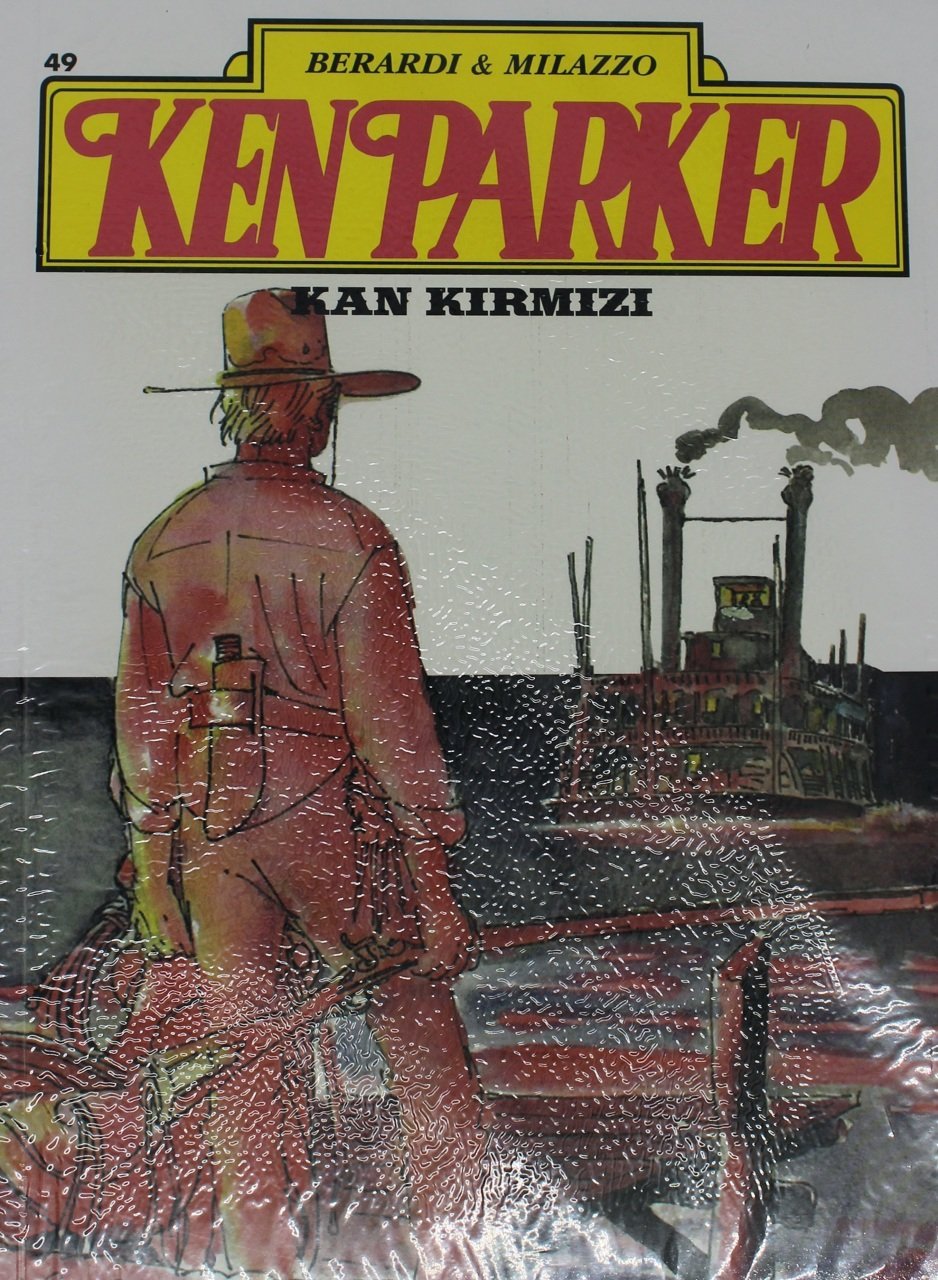 49
BERARDI & MILAZZO
KEN PARKER
KAN KIRMIZI